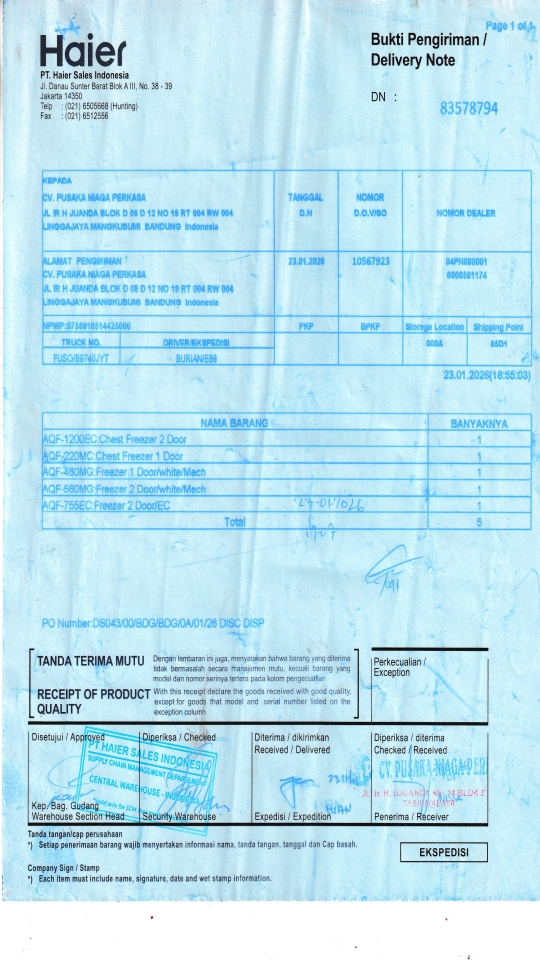 Page 1 of 1
Haier
Bukti Pengiriman /
Delivery Note
PT. Haier Sales Indonesia
Jl. Danau Sunter Barat Blok A III, No. 38 - 39
Jakarta 14350
Telp : (021) 6505668 (Hunting)
Fax : (021) 6512556
DN : 83578794
KEPADA
CV. PUSAKA NIAGA PERKASA
JL IR H JUANDA BLOK D 08 D 12 NO 18 RT 004 RW 004
LINGGAJAYA MANGKUBUMI BANDUNG Indonesia
TANGGAL
D.N
NOMOR
D.O.V/SO
NOMOR DEALER
ALAMAT PENGIRIMAN
CV. PUSAKA NIAGA PERKASA
JL IR H JUANDA BLOK D 08 D 12 NO 18 RT 004 RW 004
LINGGAJAYA MANGKUBUMI BANDUNG Indonesia
23.01.2026
10567923
04PN080001
6000581174
NPWP:0758916514425000
PKP
BPKP
Storage Location
Shipping Point
TRUCK NO.
DRIVER/EKSPEDISI
000A
65D1
FUSO/B9740JYT
BURIAN/EBS
23.01.2026(18:55:03)
NAMA BARANG BANYAKNYA
AQF-1200EC;Chest Freezer 2 Door 1
AQF-220MC;Chest Freezer 1 Door 1
AQF-460MG;Freezer 1 Door/white/Mech 1
AQF-560MG;Freezer 2 Door/white/Mech 1
AQF-755EC;Freezer 2 Door/EC 1
Total 5
PO Number:DS043/00/BDG/BDG/0A/01/26 DISC DISP
TANDA TERIMA MUTU
Dengan lembaran ini juga, menyatakan bahwa barang yang diterima
tidak bermasalah secara manajemen mutu, kecuali barang yang
model dan nomor serinya tertera pada kolom pengecualian
RECEIPT OF PRODUCT
QUALITY
With this receipt declare the goods received with good quality,
except for goods that model and serial number listed on the
exception column
Perkecualian /
Exception
Disetujui / Approved
Diperiksa / Checked
Diterima / dikirimkan
Received / Delivered
Diperiksa / diterima
Checked / Received
PT HAIER SALES INDONESIA
SUPPLY CHAIN MANAGEMENT DEPARTMENT
CENTRAL WAREHOUSE - INDONESIA
CV. PUSAKA NIAGA PER
TASIKMALAYA
Kep. Bag. Gudang
Warehouse Section Head
Security Warehouse
Expedisi / Expedition
Penerima / Receiver
Tanda tangan/cap perusahaan
*) Setiap penerimaan barang wajib menyertakan informasi nama, tanda tangan, tanggal dan Cap basah.
EKSPEDISI
Company Sign / Stamp
*) Each item must include name, signature, date and wet stamp information.